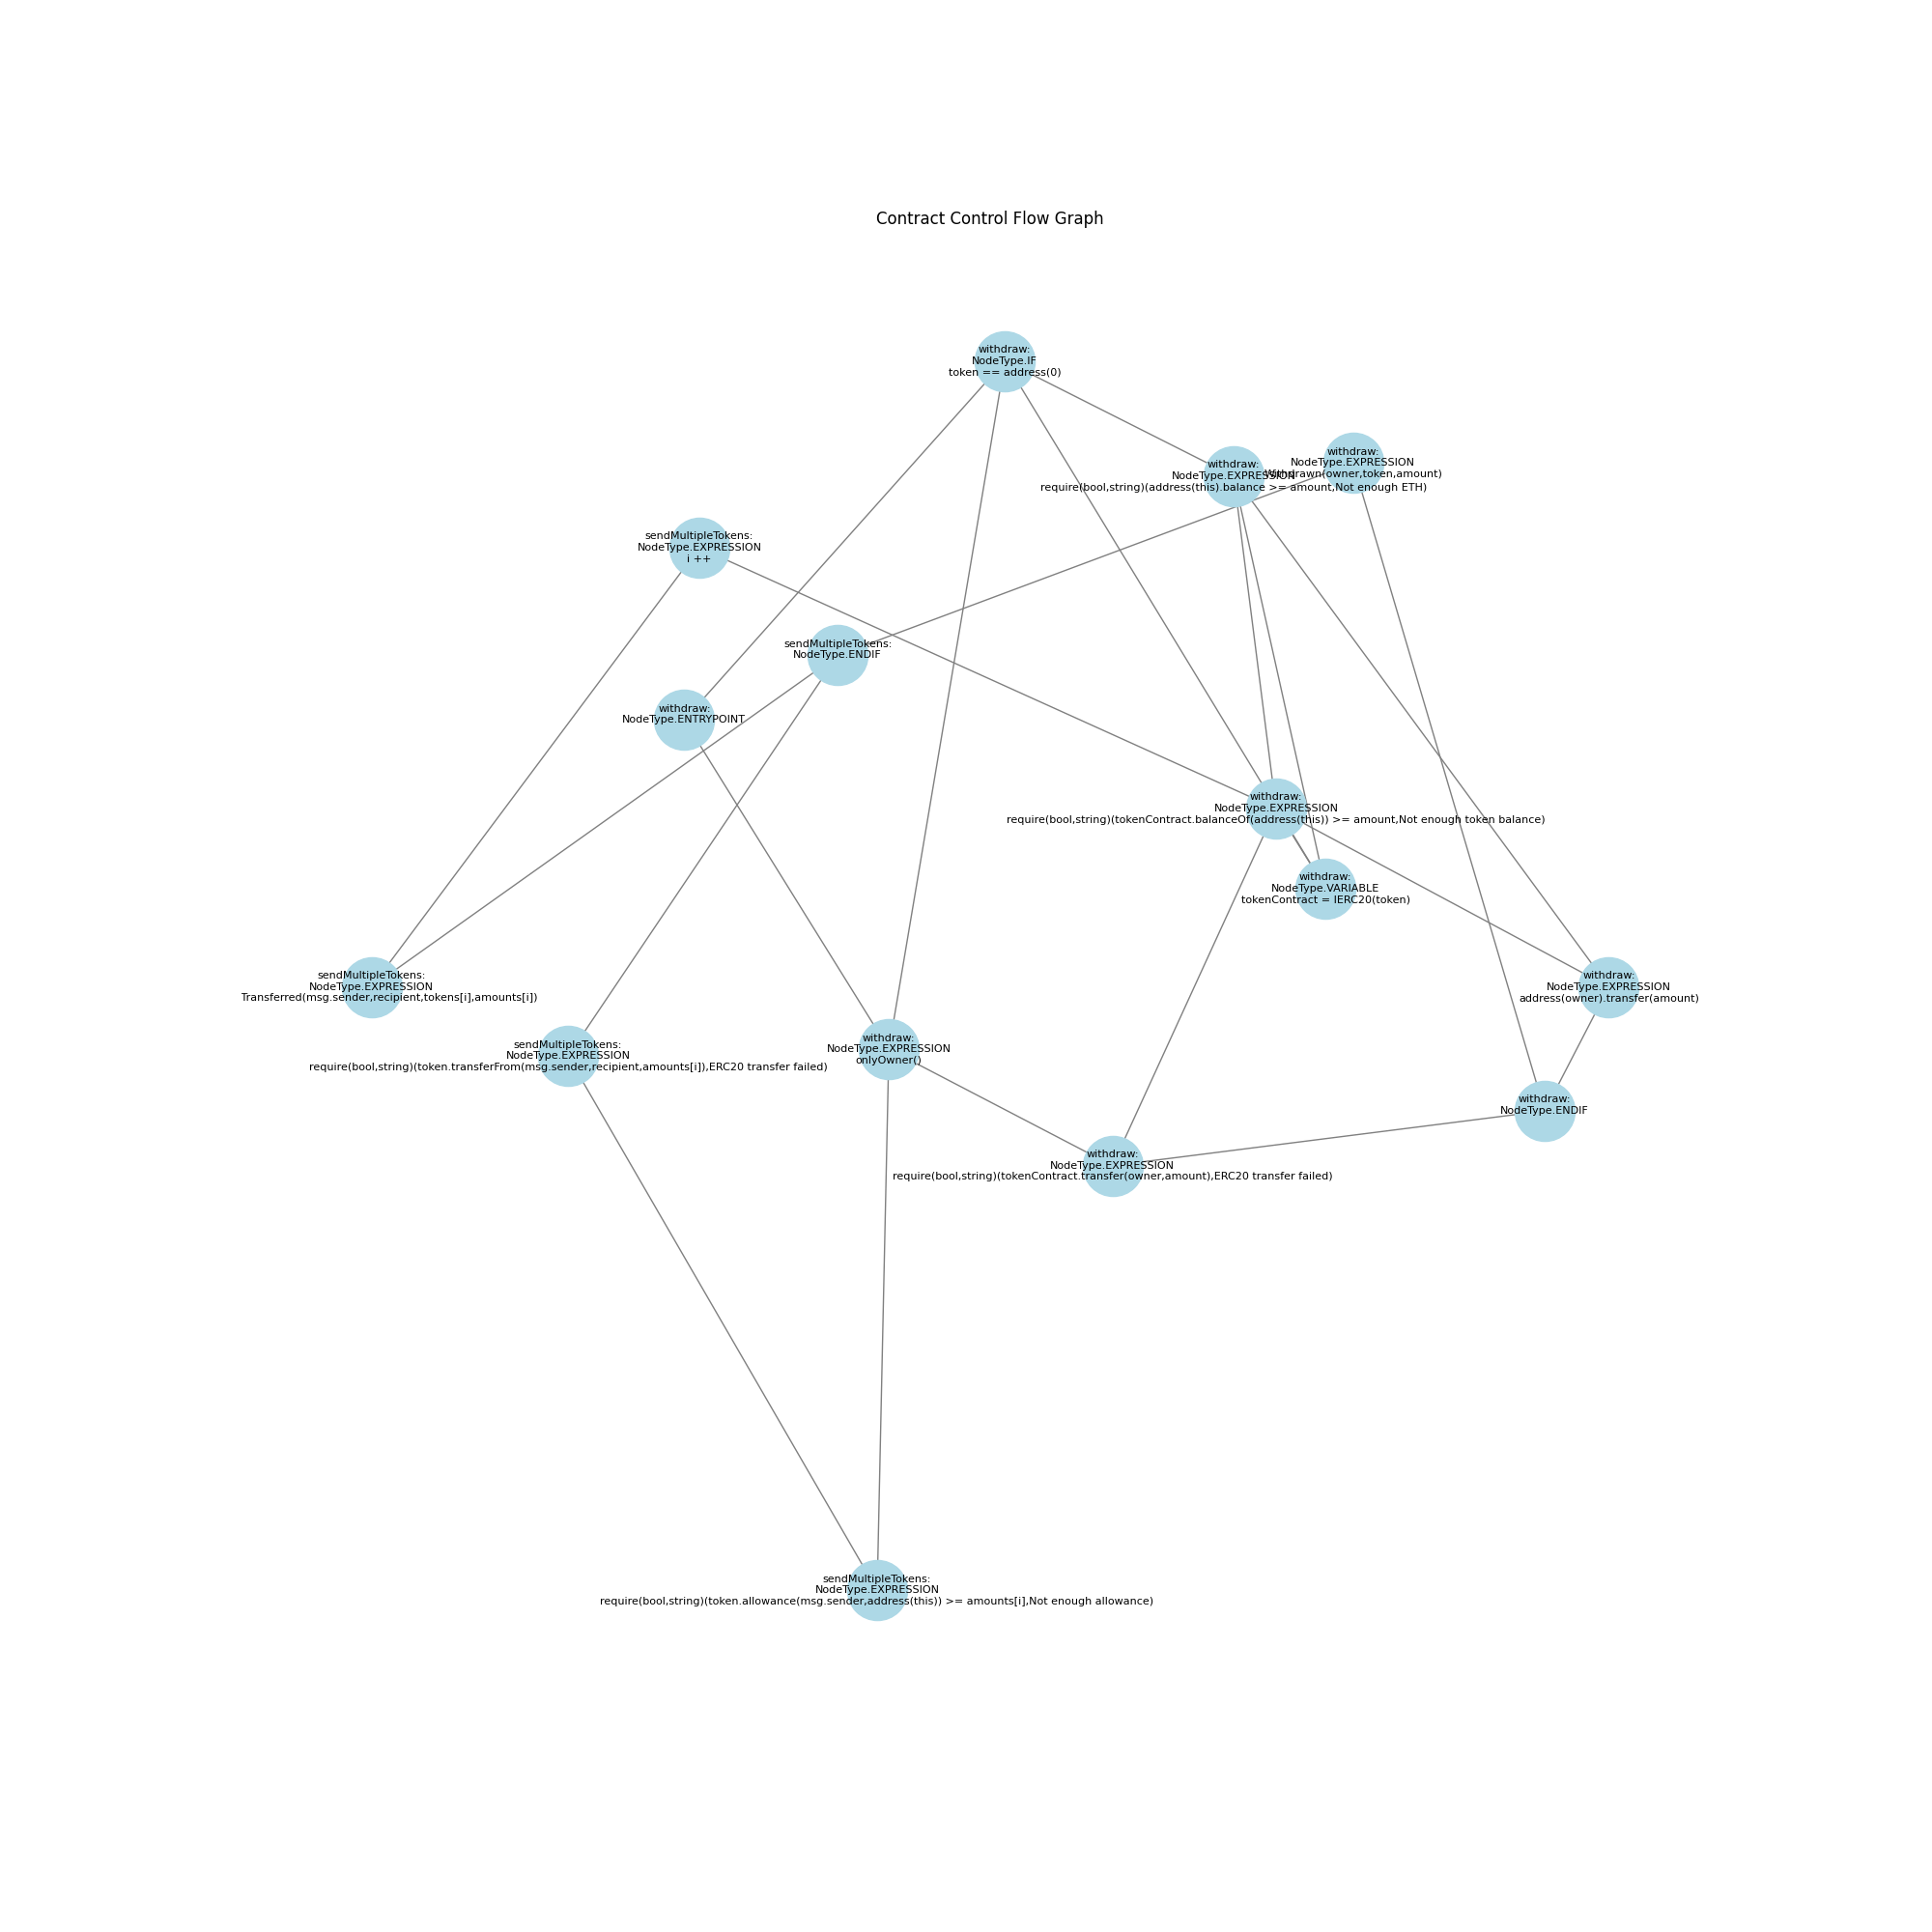 Contract Control Flow Graph
withdraw:
NodeType.IF
token == address(0)
withdraw:
NodeType.EXPRESSION
Withdrawn(owner,token,amount)
withdraw:
NodeType.EXPRESSION
require(bool,string)(address(this).balance >= amount,Not enough ETH)
sendMultipleTokens:
NodeType.EXPRESSION
i ++
sendMultipleTokens:
NodeType.ENDIF
withdraw:
NodeType.ENTRYPOINT
withdraw:
NodeType.EXPRESSION
require(bool,string)(tokenContract.balanceOf(address(this)) >= amount,Not enough token balance)
withdraw:
NodeType.VARIABLE
tokenContract = IERC20(token)
sendMultipleTokens:
NodeType.EXPRESSION
Transferred(msg.sender,recipient,tokens[i],amounts[i])
withdraw:
NodeType.EXPRESSION
address(owner).transfer(amount)
sendMultipleTokens:
NodeType.EXPRESSION
require(bool,string)(token.transferFrom(msg.sender,recipient,amounts[i]),ERC20 transfer failed)
withdraw:
NodeType.EXPRESSION
onlyOwner()
withdraw:
NodeType.ENDIF
withdraw:
NodeType.EXPRESSION
require(bool,string)(tokenContract.transfer(owner,amount),ERC20 transfer failed)
sendMultipleTokens:
NodeType.EXPRESSION
require(bool,string)(token.allowance(msg.sender,address(this)) >= amounts[i],Not enough allowance)